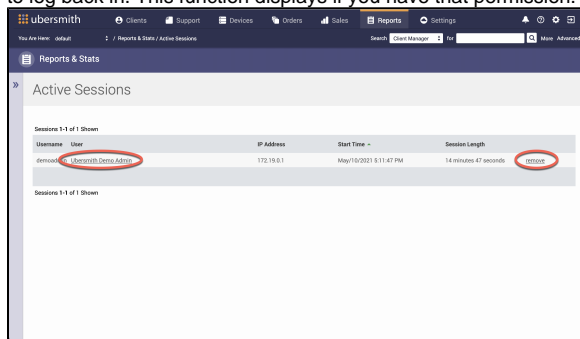 to log back in. This function displays if you have that permission.
ubersmith Clients Support Devices Orders Sales Reports Settings
You Are Here: default / Reports & Stats / Active Sessions Search Client Manager for More Advanced
Reports & Stats
Active Sessions
Sessions 1-1 of 1 Shown
Username User IP Address Start Time Session Length
demoadmin Ubersmith Demo Admin 172.19.0.1 May/10/2021 5:11:47 PM 14 minutes 47 seconds remove
Sessions 1-1 of 1 Shown